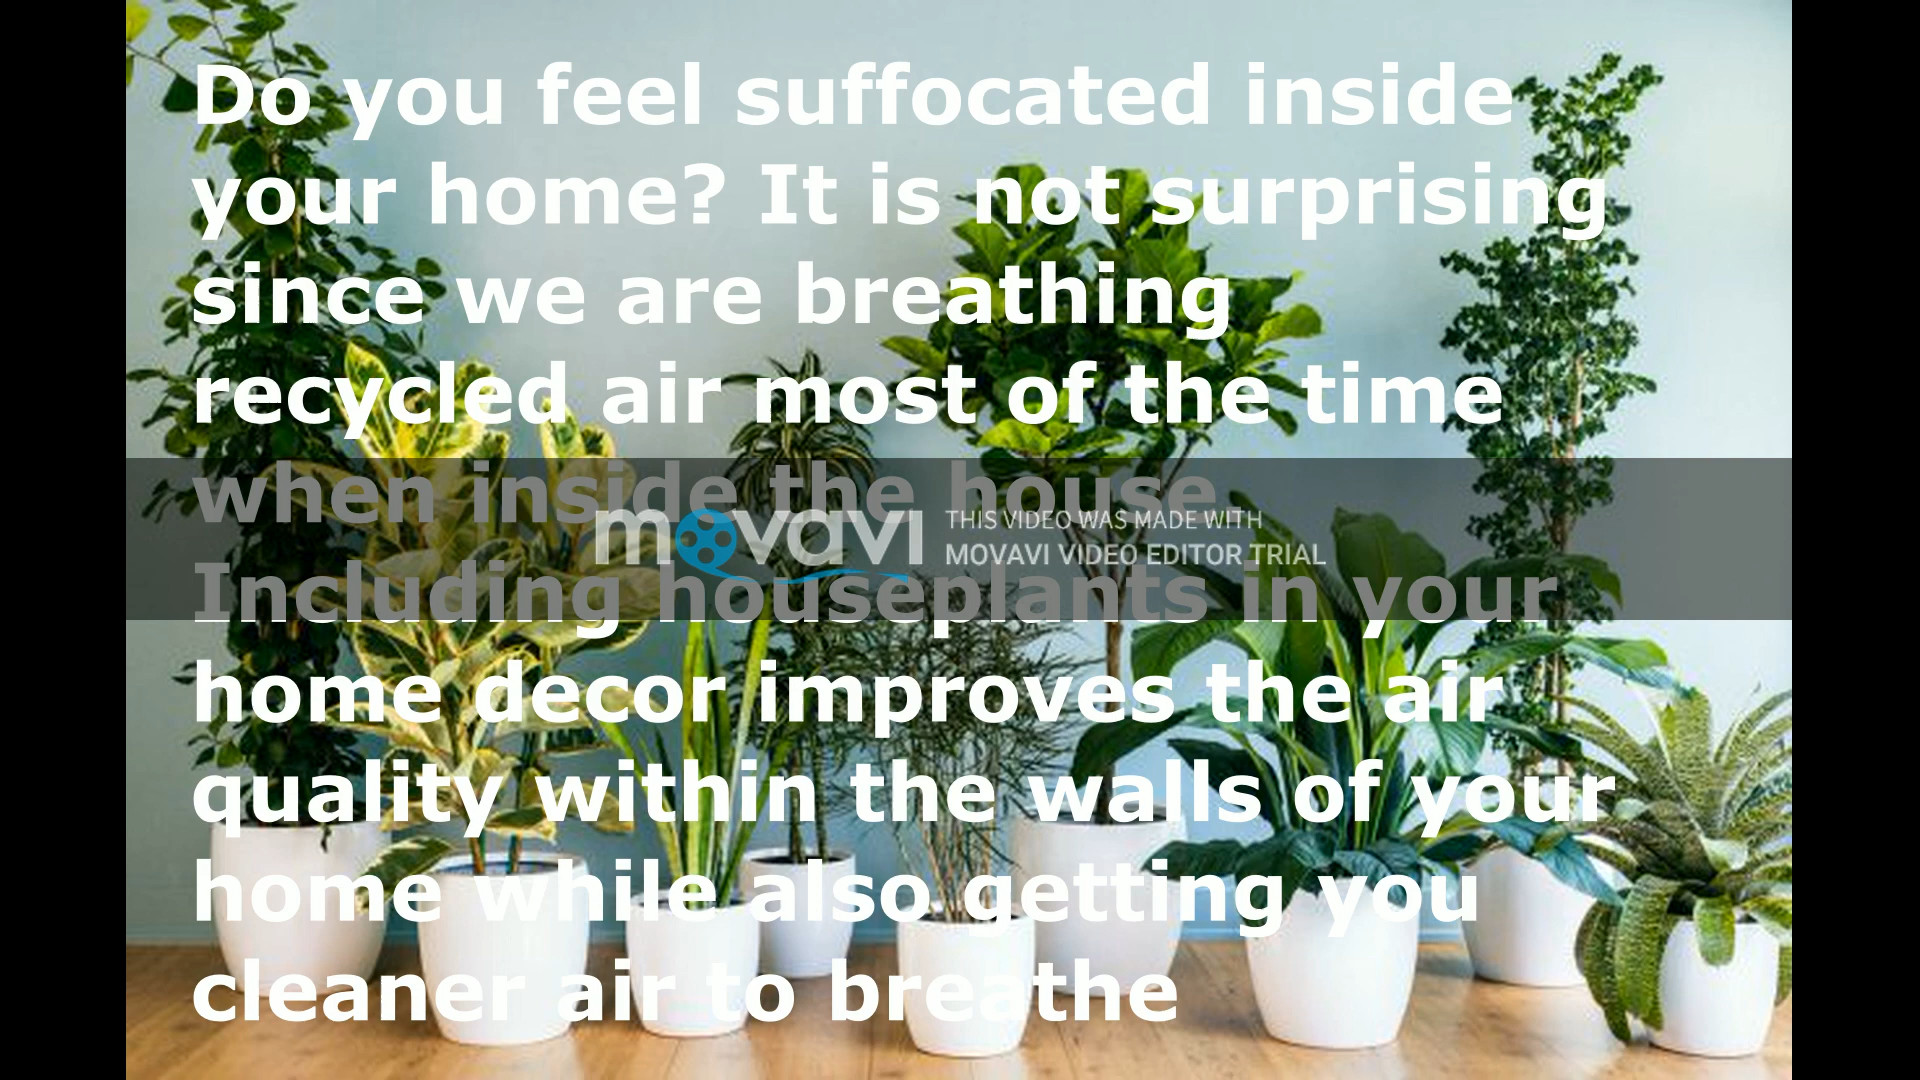 Do you feel suffocated inside
your home? It is not surprising
since we are breathing
recycled air most of the time
when inside the house
movavi
THIS VIDEO WAS MADE WITH
MOVAVI VIDEO EDITOR TRIAL
Including houseplants in your
home decor improves the air
quality within the walls of your
home while also getting you
cleaner air to breathe